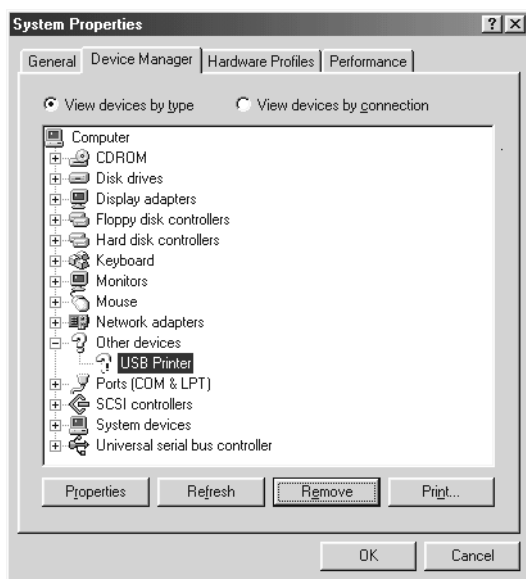 System Properties
General Device Manager Hardware Profiles Performance
View devices by type View devices by connection
Computer
CDROM
Disk drives
Display adapters
Floppy disk controllers
Hard disk controllers
Keyboard
Monitors
Mouse
Network adapters
Other devices
USB Printer
Ports (COM & LPT)
SCSI controllers
System devices
Universal serial bus controller
Properties Refresh Remove Print...
OK Cancel